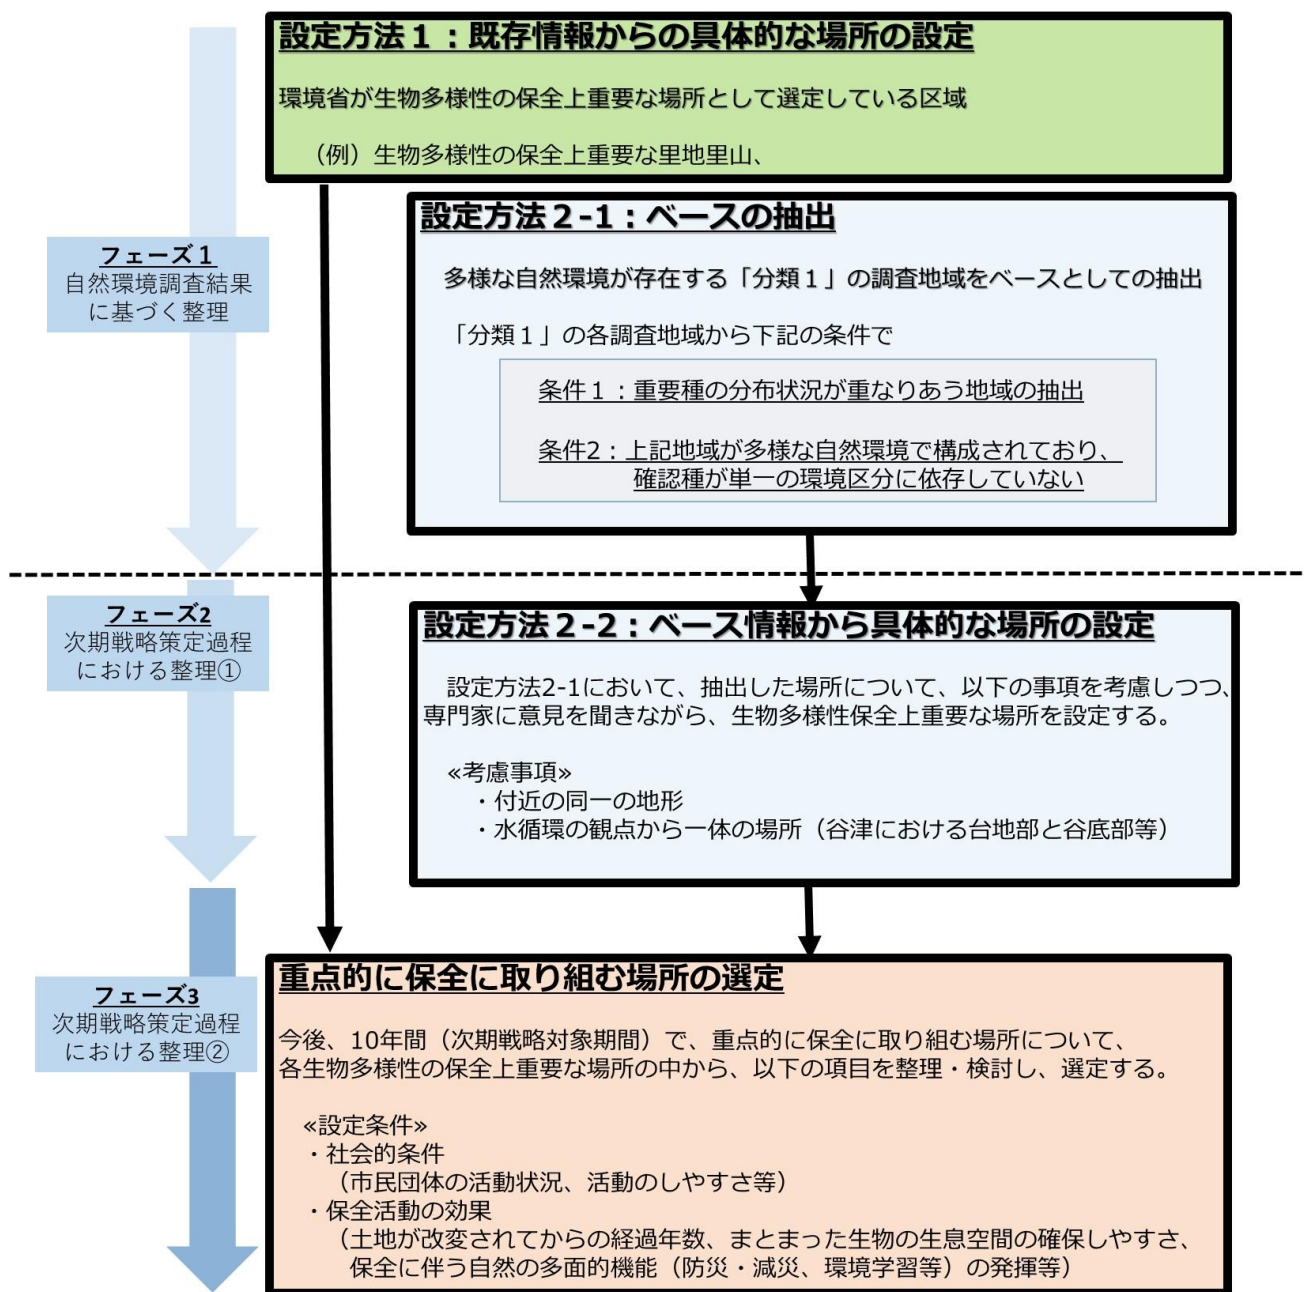 設定方法１：既存情報からの具体的な場所の設定
環境省が生物多様性の保全上重要な場所として選定している区域
（例）生物多様性の保全上重要な里地里山、
フェーズ１
自然環境調査結果
に基づく整理
設定方法２-１：ベースの抽出
多様な自然環境が存在する「分類１」の調査地域をベースとしての抽出
「分類１」の各調査地域から下記の条件で
条件１：重要種の分布状況が重なりあう地域の抽出
条件2：上記地域が多様な自然環境で構成されており、
確認種が単一の環境区分に依存していない
フェーズ2
次期戦略策定過程
における整理①
設定方法２-２：ベース情報から具体的な場所の設定
設定方法2-1において、抽出した場所について、以下の事項を考慮しつつ、
専門家に意見を聞きながら、生物多様性保全上重要な場所を設定する。
≪考慮事項≫
・付近の同一の地形
・水循環の観点から一体の場所（谷津における台地部と谷底部等）
フェーズ3
次期戦略策定過程
における整理②
重点的に保全に取り組む場所の選定
今後、10年間（次期戦略対象期間）で、重点的に保全に取り組む場所について、
各生物多様性の保全上重要な場所の中から、以下の項目を整理・検討し、選定する。
≪設定条件≫
・社会的条件
（市民団体の活動状況、活動のしやすさ等）
・保全活動の効果
（土地が改変されてからの経過年数、まとまった生物の生息空間の確保しやすさ、
保全に伴う自然の多面的機能（防災・減災、環境学習等）の発揮等）